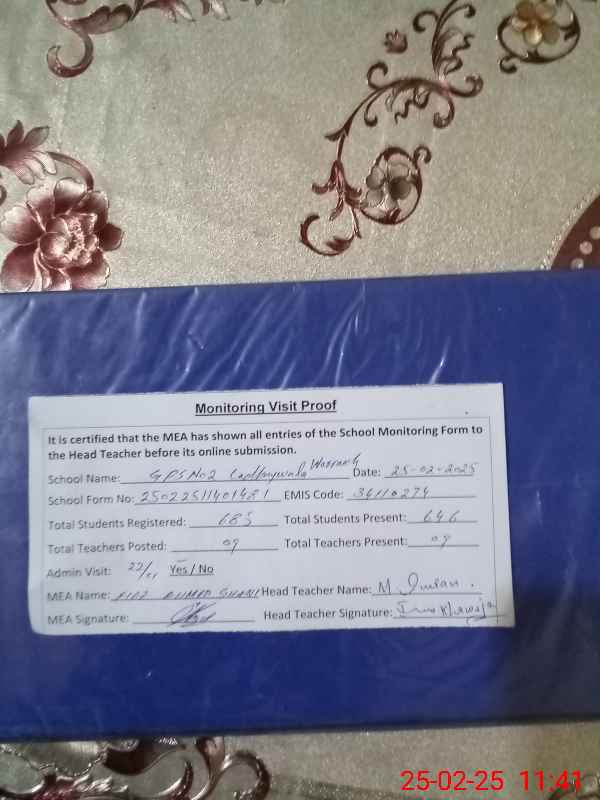 Monitoring Visit Proof
It is certified that the MEA has shown all entries of the School Monitoring Form to
the Head Teacher before its online submission.
School Name: GPS No2 Date: 25-02-2025
School Form No: EMIS Code: 34110274
Total Students Registered: 685 Total Students Present: 646
Total Teachers Posted: 09 Total Teachers Present: 09
Admin Visit: Yes / No
MEA Name: AHMED GHANI Head Teacher Name: M Imran.
MEA Signature: Head Teacher Signature:
25-02-25 11:41